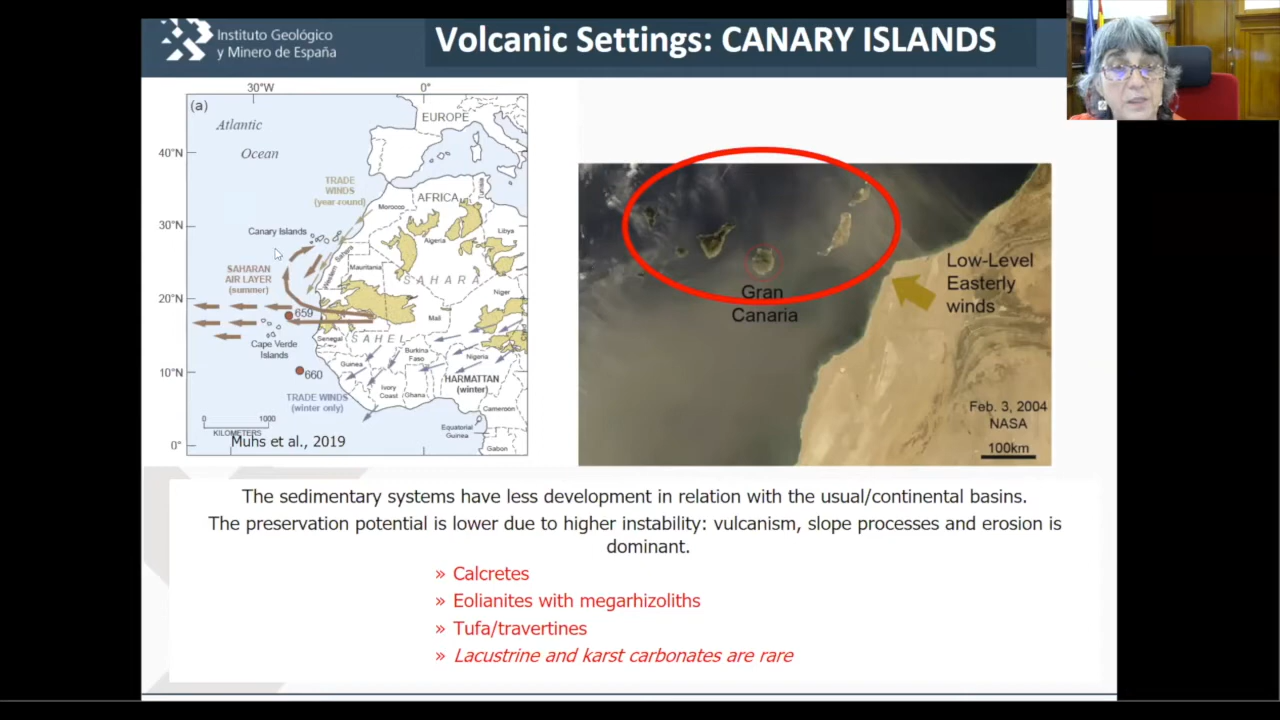 Instituto Geológico
y Minero de España
Volcanic Settings: CANARY ISLANDS
30°W
0°
(a)
Atlantic
Ocean
EUROPE
40°N
TRADE
WINDS
(year-round)
AFRICA
Tunisia
Morocco
30°N
Canary Islands
Libya
Algeria
Western Sahara
Mauritania
SAHARAN
AIR LAYER
(summer)
SAHARA
Niger
20°N
659
Mali
Senegal
SAHEL
Cape Verde
Islands
Burkina
Faso
Guinea
Nigeria
10°N
660
HARMATTAN
(winter)
Ivory
Coast
Ghana
TRADE WINDS
(winter only)
Cameroon
0
1000
KILOMETERS
Equatorial
Guinea
Muhs et al., 2019
0°
Gabon
Gran
Canaria
Low-Level
Easterly
winds
Feb. 3, 2004
NASA
100km
The sedimentary systems have less development in relation with the usual/continental basins.
The preservation potential is lower due to higher instability: vulcanism, slope processes and erosion is
dominant.
» Calcretes
» Eolianites with megarhizoliths
» Tufa/travertines
» Lacustrine and karst carbonates are rare